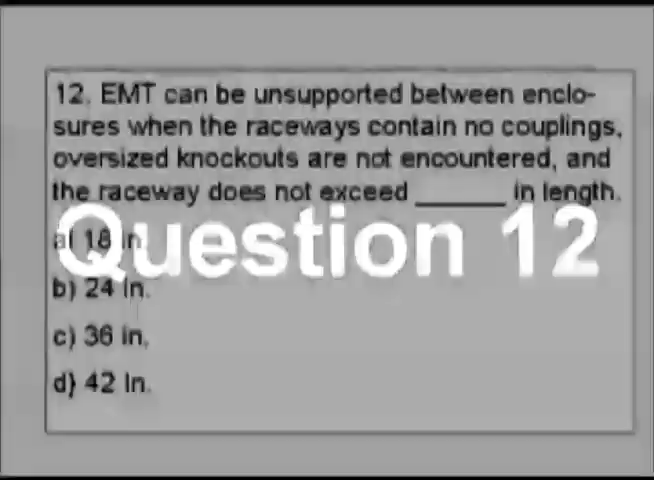 12. EMT can be unsupported between enclo-
sures when the raceways contain no couplings,
oversized knockouts are not encountered, and
the raceway does not exceed ______ in length.
a) 18 in.
Question 12
b) 24 in.
c) 36 in.
d) 42 In.